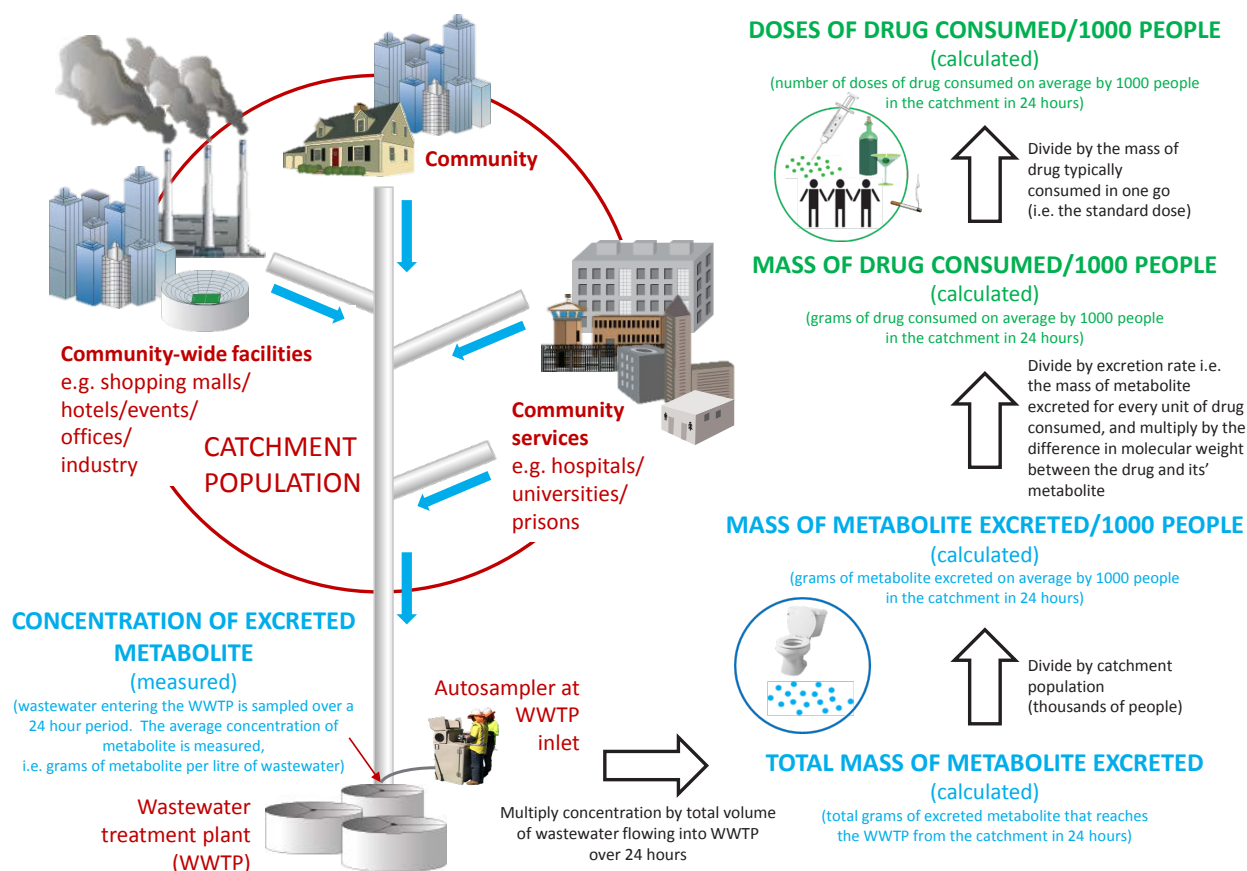 Community
Community-wide facilities
e.g. shopping malls/
hotels/events/
offices/
industry
CATCHMENT
POPULATION
Community
services
e.g. hospitals/
universities/
prisons
CONCENTRATION OF EXCRETED
METABOLITE
(measured)
(wastewater entering the WWTP is sampled over a
24 hour period. The average concentration of
metabolite is measured,
i.e. grams of metabolite per litre of wastewater)
Autosampler at
WWTP
inlet
Wastewater
treatment plant
(WWTP)
Multiply concentration by total volume
of wastewater flowing into WWTP
over 24 hours
DOSES OF DRUG CONSUMED/1000 PEOPLE
(calculated)
(number of doses of drug consumed on average by 1000 people
in the catchment in 24 hours)
Divide by the mass of
drug typically
consumed in one go
(i.e. the standard dose)
MASS OF DRUG CONSUMED/1000 PEOPLE
(calculated)
(grams of drug consumed on average by 1000 people
in the catchment in 24 hours)
Divide by excretion rate i.e.
the mass of metabolite
excreted for every unit of drug
consumed, and multiply by the
difference in molecular weight
between the drug and its’
metabolite
MASS OF METABOLITE EXCRETED/1000 PEOPLE
(calculated)
(grams of metabolite excreted on average by 1000 people
in the catchment in 24 hours)
Divide by catchment
population
(thousands of people)
TOTAL MASS OF METABOLITE EXCRETED
(calculated)
(total grams of excreted metabolite that reaches
the WWTP from the catchment in 24 hours)